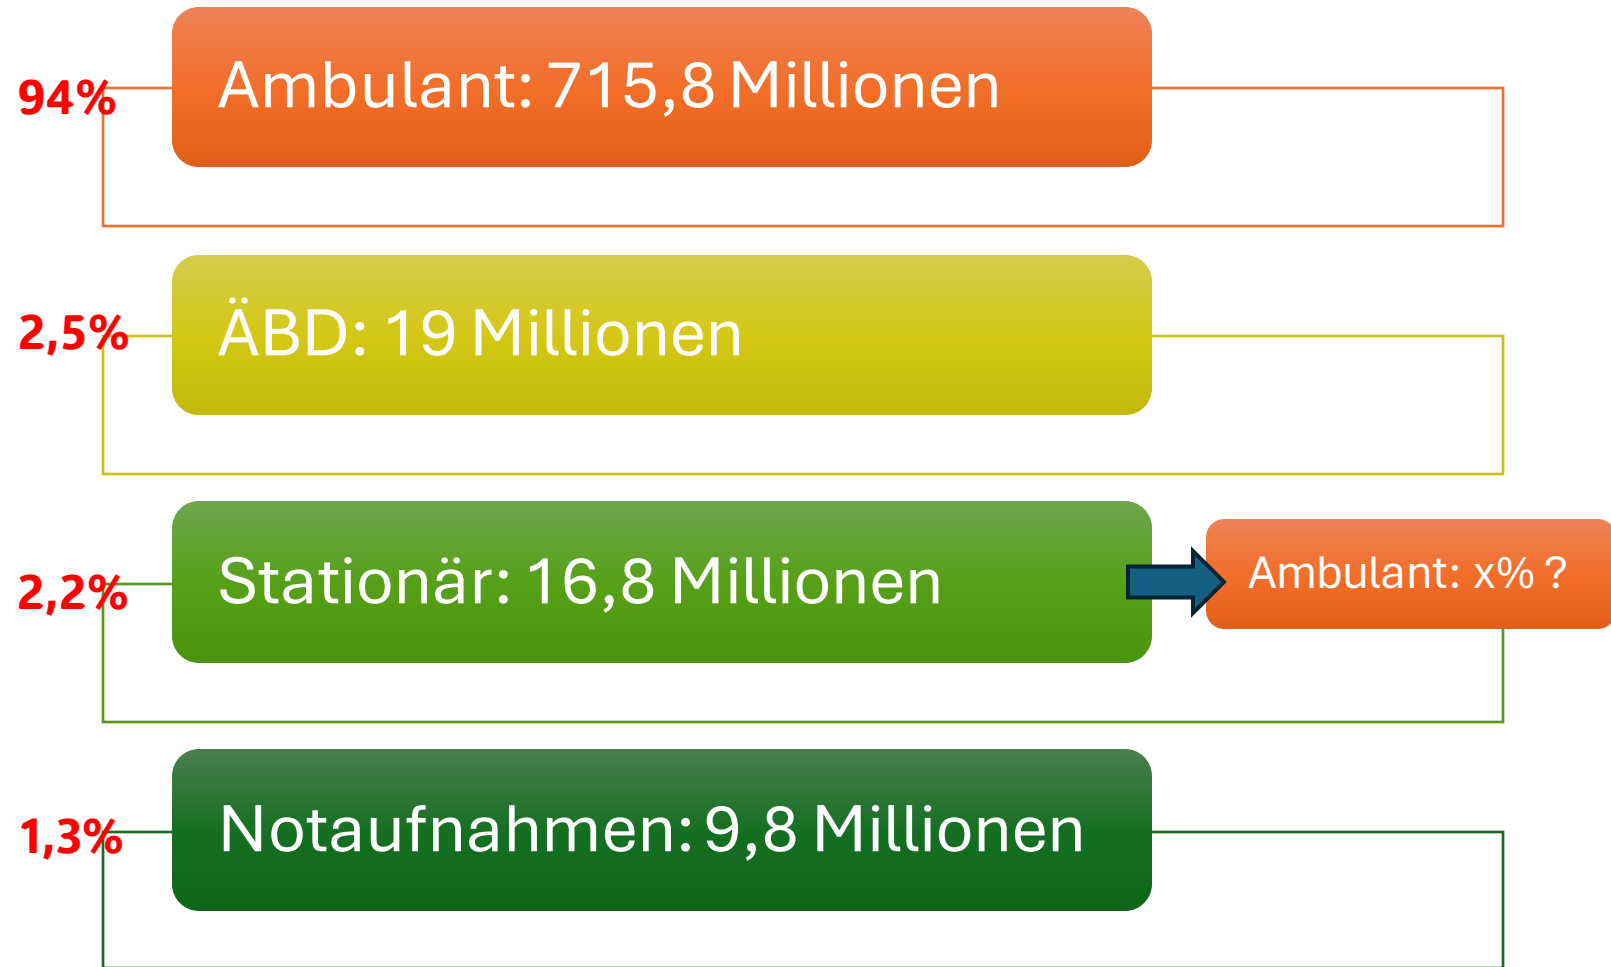 94%
Ambulant: 715,8 Millionen
2,5%
ÄBD: 19 Millionen
2,2%
Stationär: 16,8 Millionen
Ambulant: x% ?
1,3%
Notaufnahmen: 9,8 Millionen